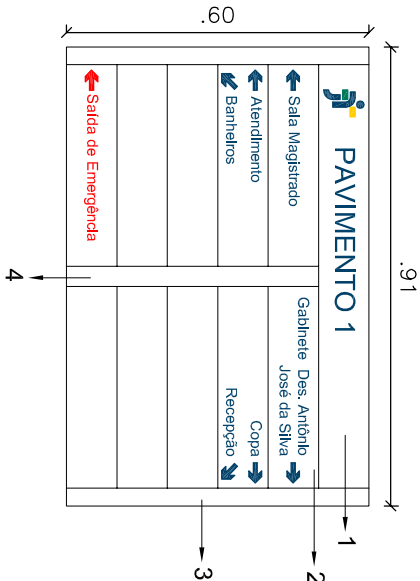 .91
.60
PAVIMENTO 1
Sala Magistrado
Gabinete Des. Antônio
José da Silva
Atendimento
Copa
Banheiros
Recepção
Saída de Emergência
1
2
3
4